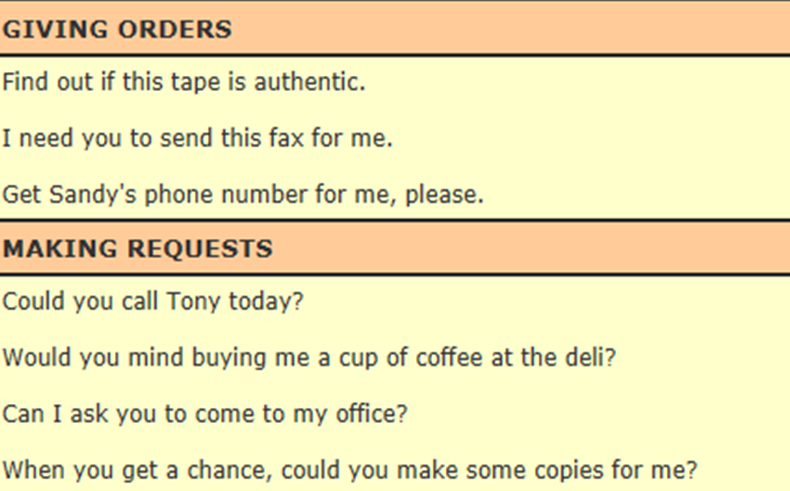 GIVING ORDERS
Find out if this tape is authentic.
I need you to send this fax for me.
Get Sandy's phone number for me, please.
MAKING REQUESTS
Could you call Tony today?
Would you mind buying me a cup of coffee at the deli?
Can I ask you to come to my office?
When you get a chance, could you make some copies for me?